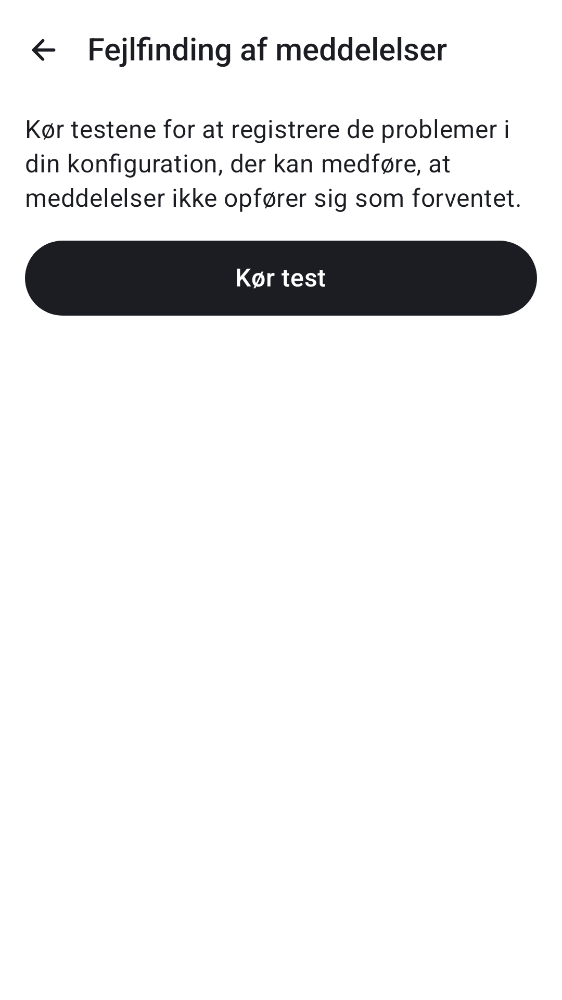 Fejlfinding af meddelelser
Kør testene for at registrere de problemer i
din konfiguration, der kan medføre, at
meddelelser ikke opfører sig som forventet.
Kør test